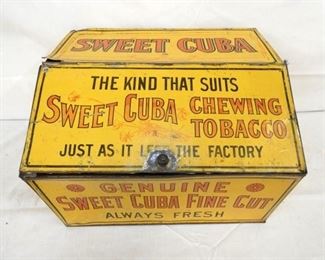 SWEET CUBA
THE KIND THAT SUITS
SWEET CUBA CHEWING
TOBACCO
JUST AS IT LEFT THE FACTORY
GENUINE
SWEET CUBA FINE CUT
ALWAYS FRESH